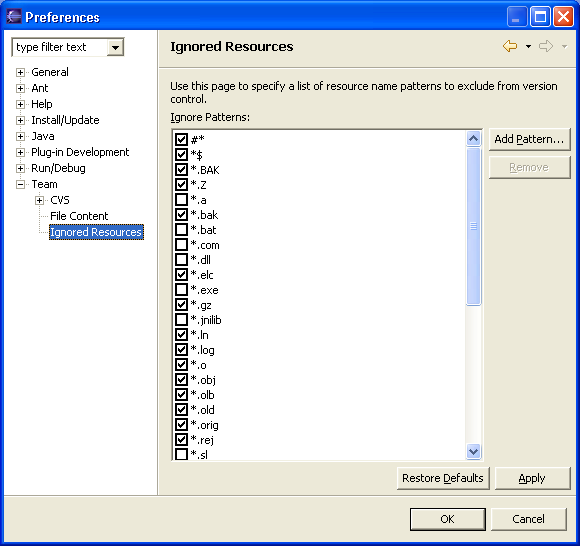 Preferences
type filter text
General
Ant
Help
Install/Update
Java
Plug-in Development
Run/Debug
Team
CVS
File Content
Ignored Resources
Ignored Resources
Use this page to specify a list of resource name patterns to exclude from version
control.
Ignore Patterns:
#*
*$
*.BAK
*.Z
*.a
*.bak
*.bat
*.com
*.dll
*.elc
*.exe
*.gz
*.jnilib
*.ln
*.log
*.o
*.obj
*.olb
*.old
*.orig
*.rej
*.sl
Add Pattern...
Remove
Restore Defaults
Apply
OK
Cancel